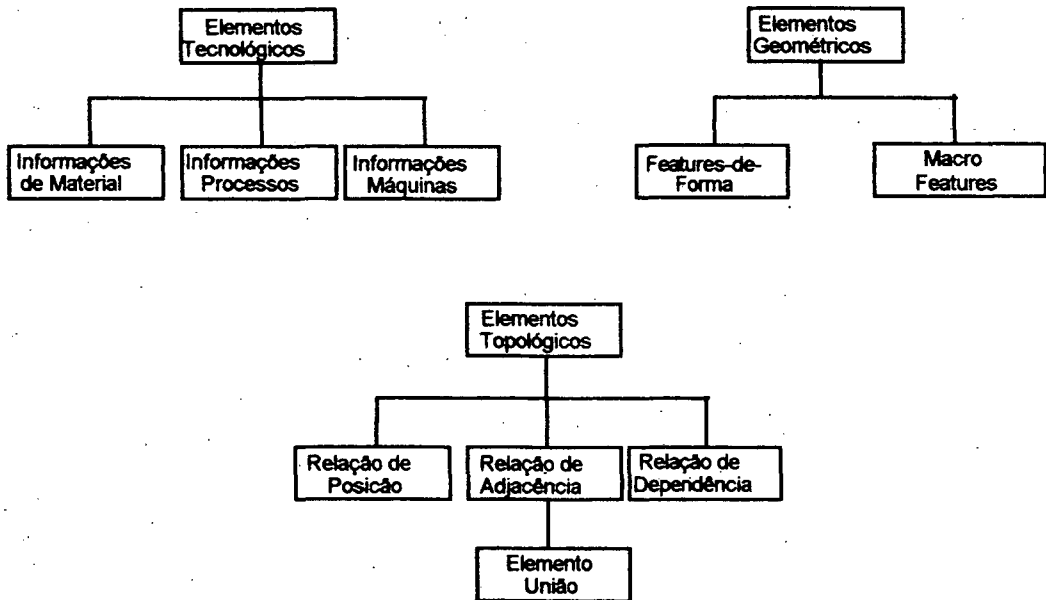 Elementos
Tecnológicos
Elementos
Geométricos
Informações
de Material
Informações
Processos
Informações
Máquinas
Features-de-
Forma
Macro
Features
Elementos
Topológicos
Relação de
Posicão
Relação de
Adjacência
Relação de
Dependência
Elemento
União